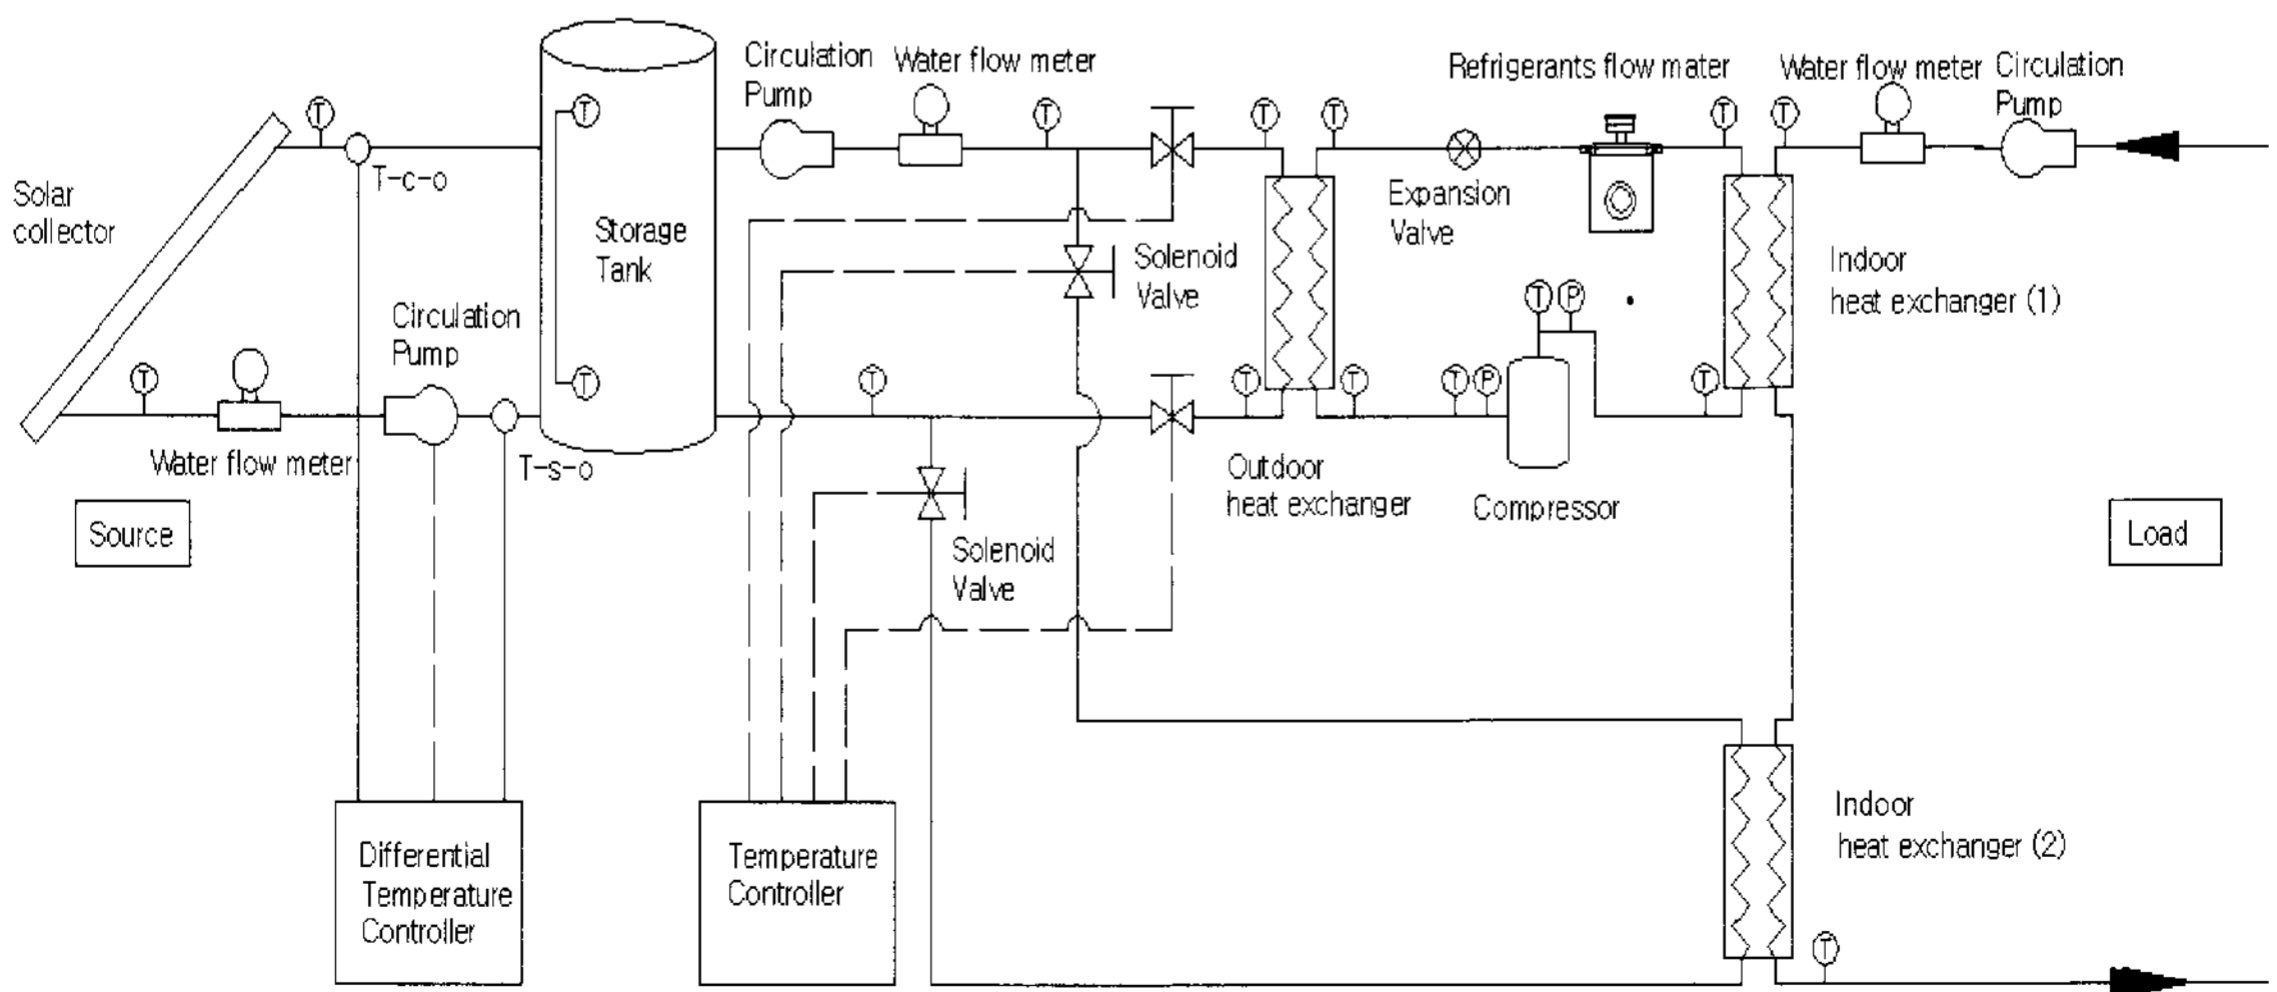 Circulation
Pump
Water flow meter
Refrigerants flow mater
Water flow meter
Circulation
Pump
T
T
T
T
T
T
T
T-c-o
Solar
collector
Storage
Tank
Expansion
Valve
Solenoid
Valve
Indoor
heat exchanger (1)
T
P
Circulation
Pump
T
T
T
T
T
T
P
T
Water flow meter
T-s-o
Outdoor
heat exchanger
Compressor
Source
Load
Solenoid
Valve
Indoor
heat exchanger (2)
Differential
Temperature
Controller
Temperature
Controller
T